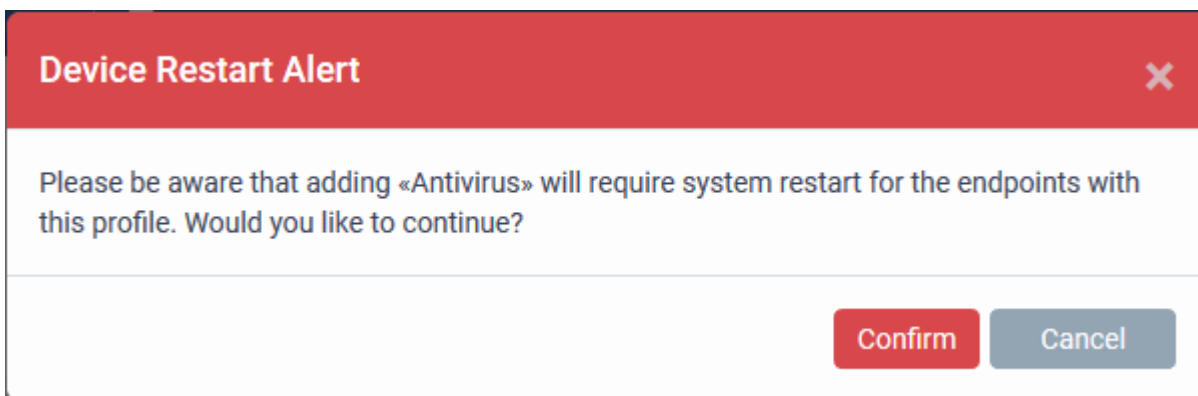 Device Restart Alert
Please be aware that adding «Antivirus» will require system restart for the endpoints with
this profile. Would you like to continue?
Confirm
Cancel